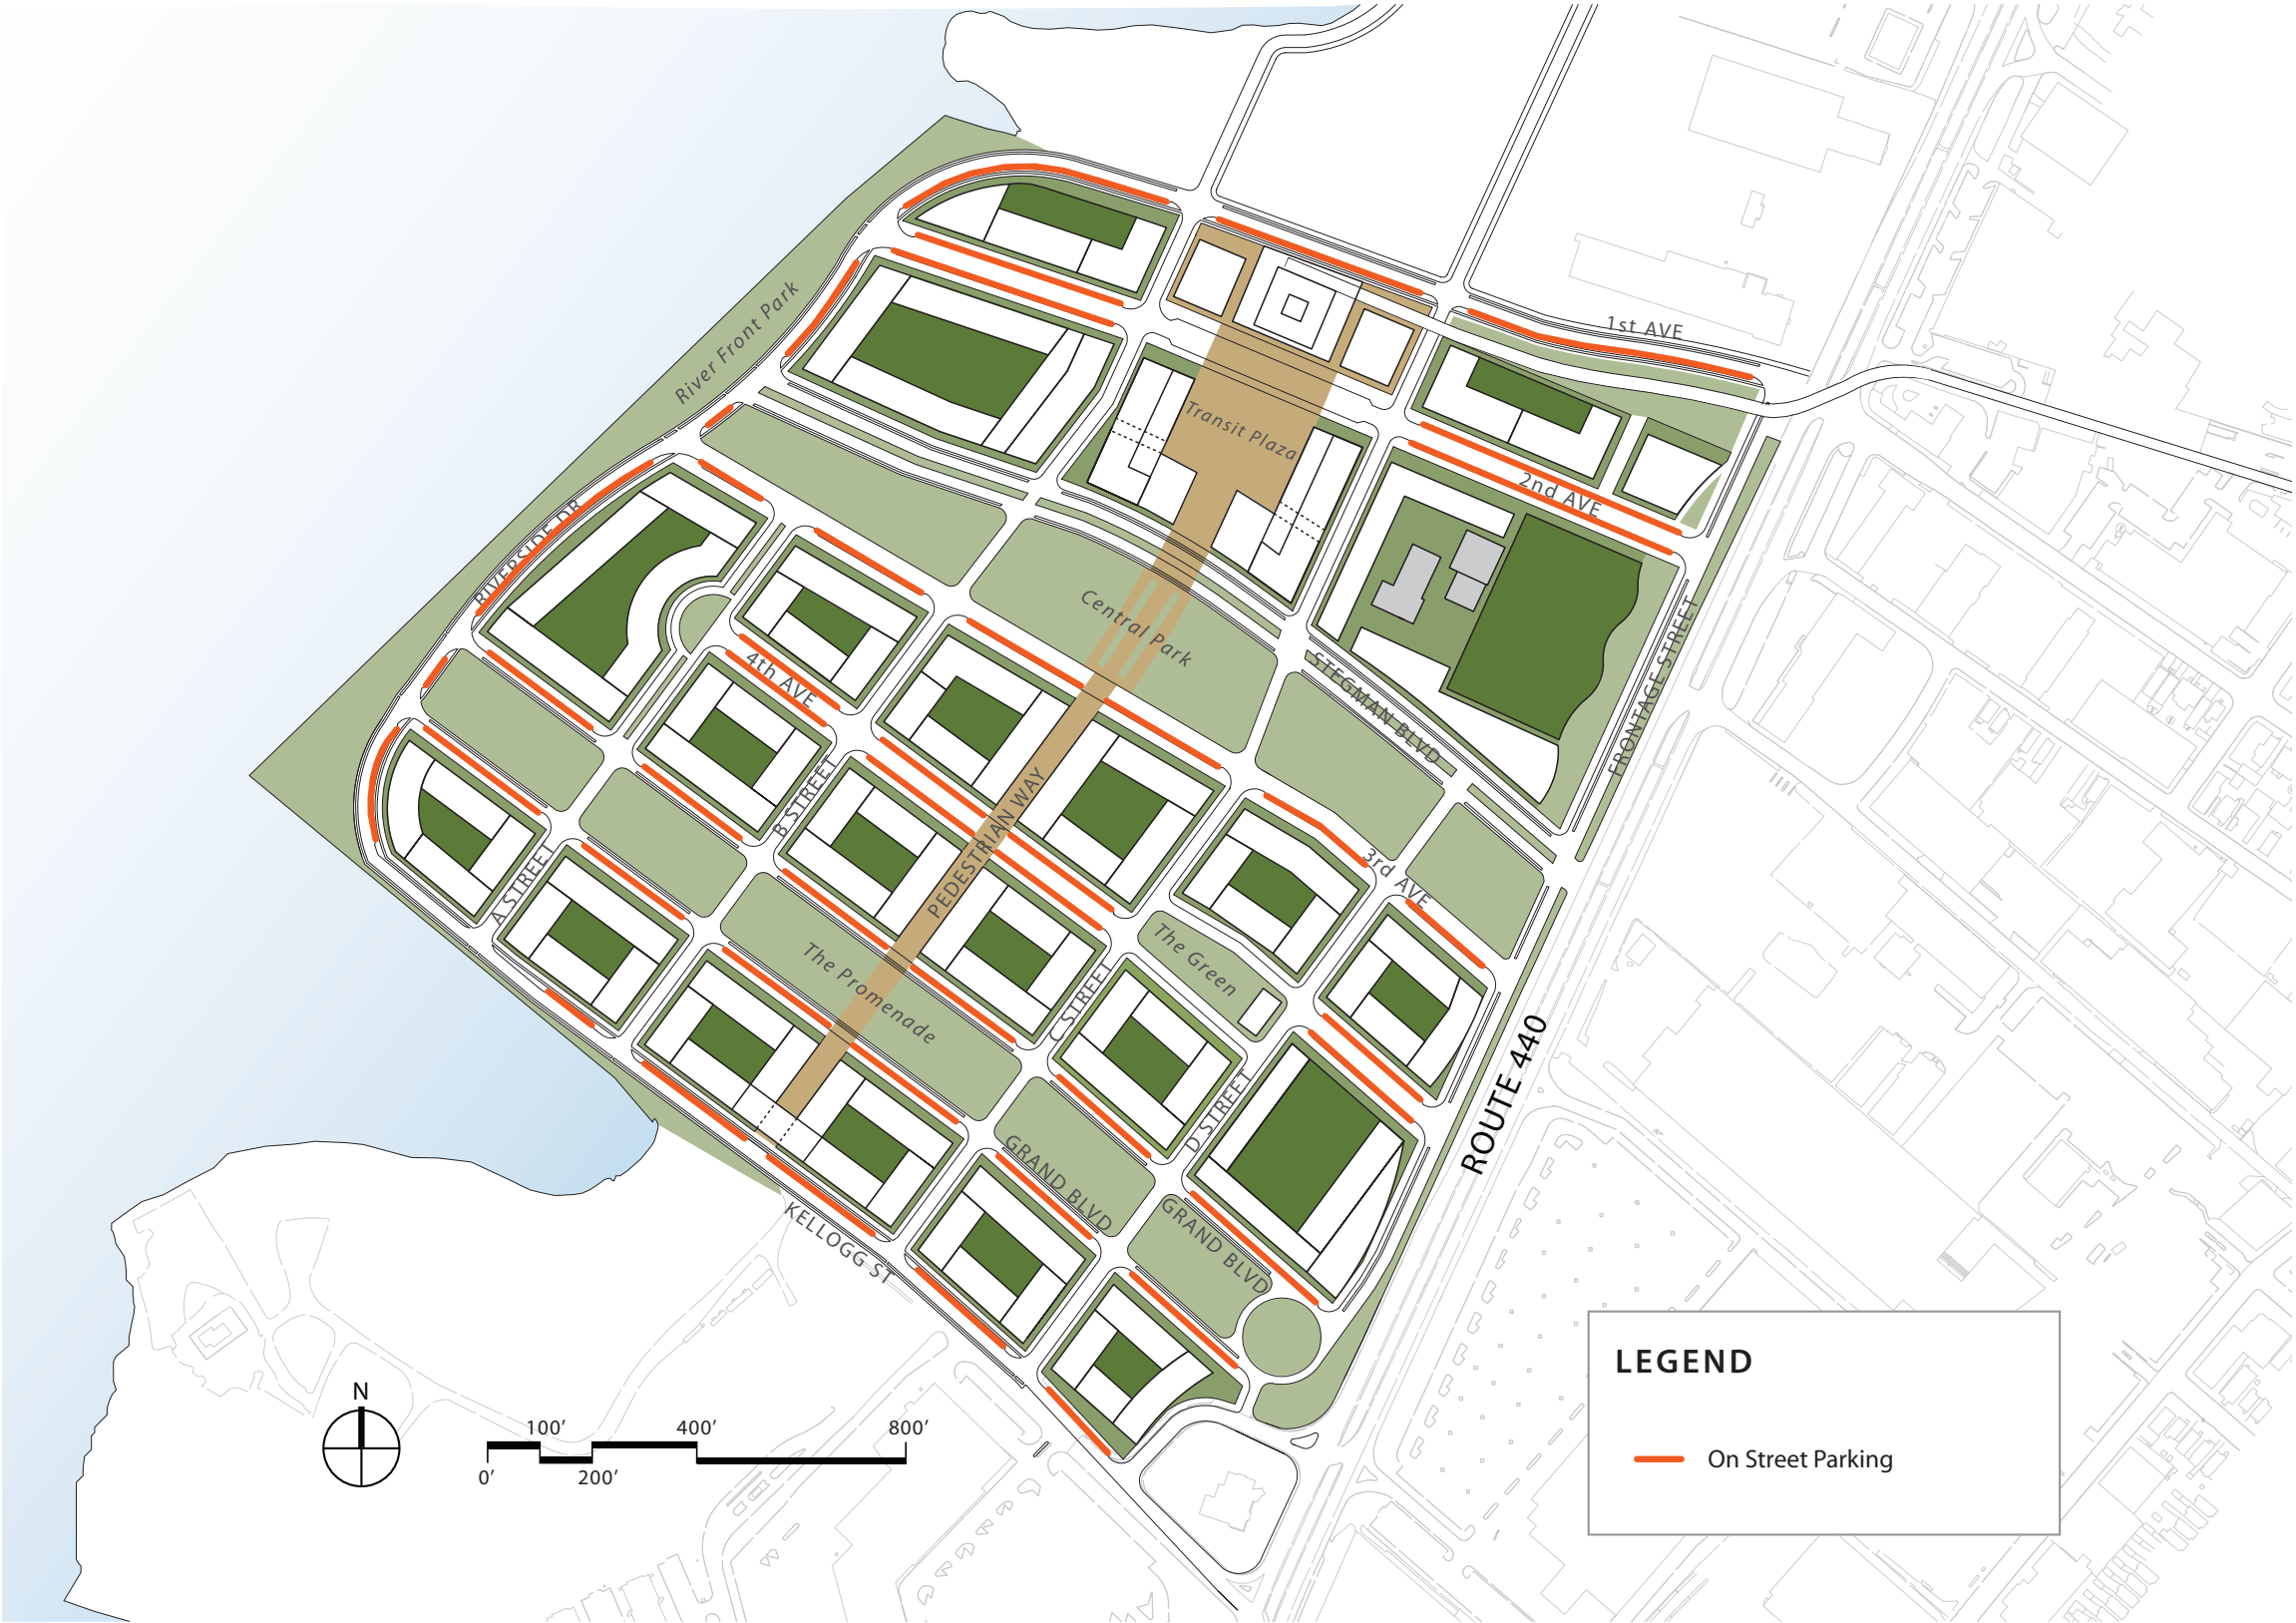 1st AVE
River Front Park
Transit Plaza
2nd AVE
RIVERSIDE DR
Central Park
STEGMAN BLVD
FRONTAGE STREET
4th AVE
B STREET
PEDESTRIAN WAY
3rd AVE
A STREET
The Green
The Promenade
C STREET
D STREET
ROUTE 440
GRAND BLVD
GRAND BLVD
KELLOGG ST
LEGEND
On Street Parking
N
100’ 400’ 800’
0’ 200’